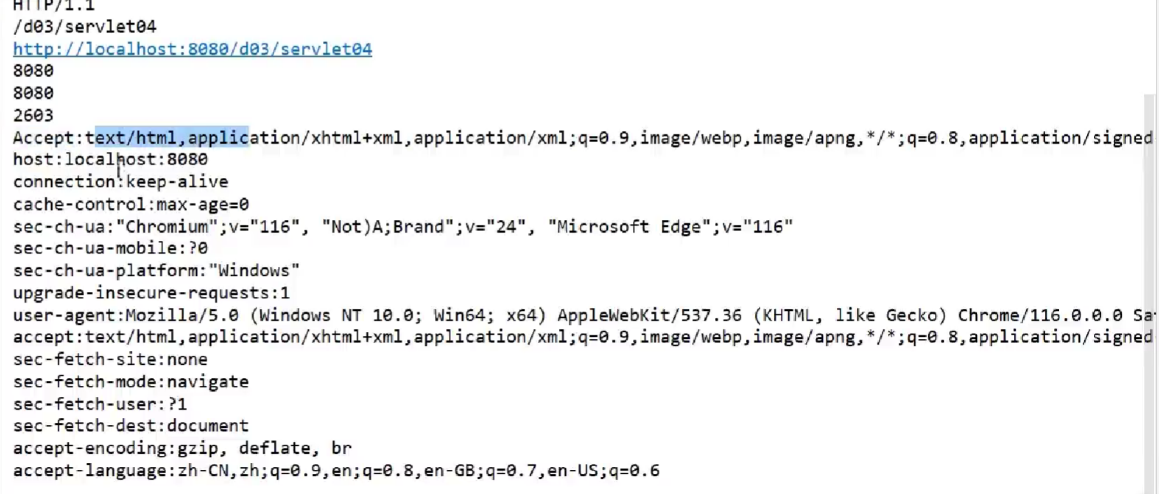 HTTP/1.1
/d03/servlet04
http://localhost:8080/d03/servlet04
8080
8080
2603
Accept:text/html,application/xhtml+xml,application/xml;q=0.9,image/webp,image/apng,*/*;q=0.8,application/signed
host:localhost:8080
connection:keep-alive
cache-control:max-age=0
sec-ch-ua:"Chromium";v="116", "Not)A;Brand";v="24", "Microsoft Edge";v="116"
sec-ch-ua-mobile:?0
sec-ch-ua-platform:"Windows"
upgrade-insecure-requests:1
user-agent:Mozilla/5.0 (Windows NT 10.0; Win64; x64) AppleWebKit/537.36 (KHTML, like Gecko) Chrome/116.0.0.0
accept:text/html,application/xhtml+xml,application/xml;q=0.9,image/webp,image/apng,*/*;q=0.8,application/signed
sec-fetch-site:none
sec-fetch-mode:navigate
sec-fetch-user:?1
sec-fetch-dest:document
accept-encoding:gzip, deflate, br
accept-language:zh-CN,zh;q=0.9,en;q=0.8,en-GB;q=0.7,en-US;q=0.6